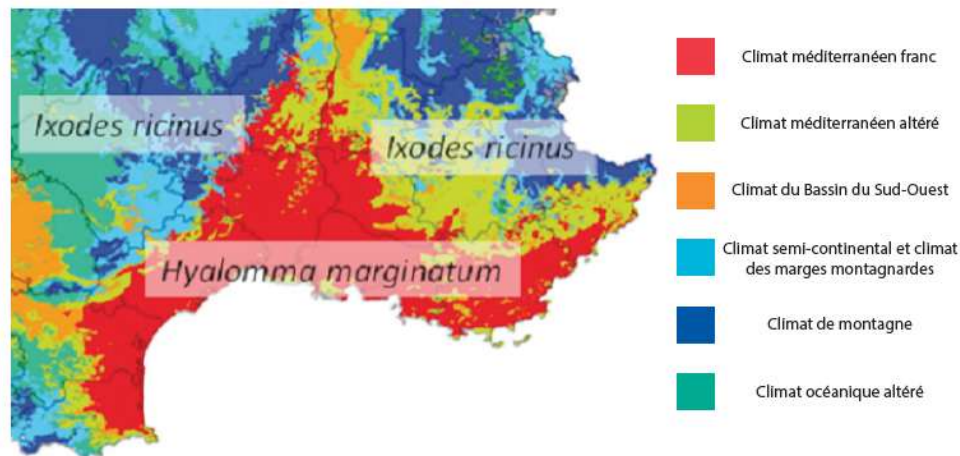 Ixodes ricinus
Ixodes ricinus
Hyalomma marginatum
Climat méditerranéen franc
Climat méditerranéen altéré
Climat du Bassin du Sud-Ouest
Climat semi-continental et climat
des marges montagnardes
Climat de montagne
Climat océanique altéré